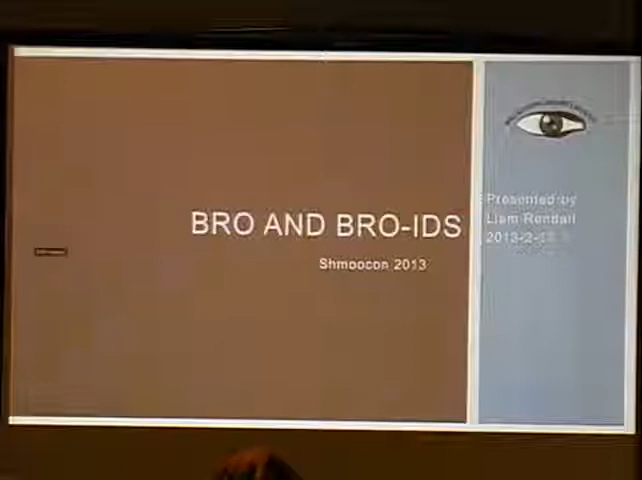 BRO AND BRO-IDS
Shmoocon 2013
Presented by
Liam Randall